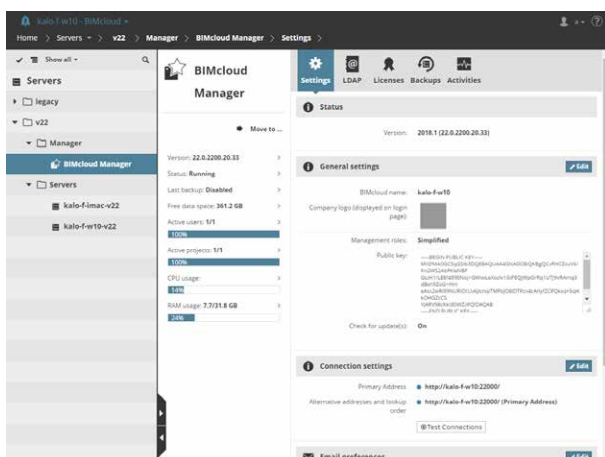 kalo-f-w10 - BIMcloud
Home > Servers > v22 > Manager > BIMcloud Manager > Settings >
Show all
Servers
legacy
v22
Manager
BIMcloud Manager
Servers
kalo-f-imac-v22
kalo-f-w10-v22
BIMcloud
Manager
Move to ...
Version: 22.0.2200.20.33
Status: Running
Last backup: Disabled
Free data space: 361.2 GB
Active users: 1/1
100%
Active projects: 1/1
100%
CPU usage:
14%
RAM usage: 7.7/31.8 GB
24%
Settings LDAP Licenses Backups Activities
Status
Version: 2018.1 (22.0.2200.20.33)
General settings
Edit
BIMcloud name: kalo-f-w10
Company logo (displayed on login
page):
Management roles: Simplified
Public key: -----BEGIN PUBLIC KEY-----
-----END PUBLIC KEY-----
Check for update(s): On
Connection settings
Edit
Primary Address http://kalo-f-w10:22000/
Alternative addresses and lookup http://kalo-f-w10:22000/ (Primary Address)
order
Test Connections
Email preferences
Edit